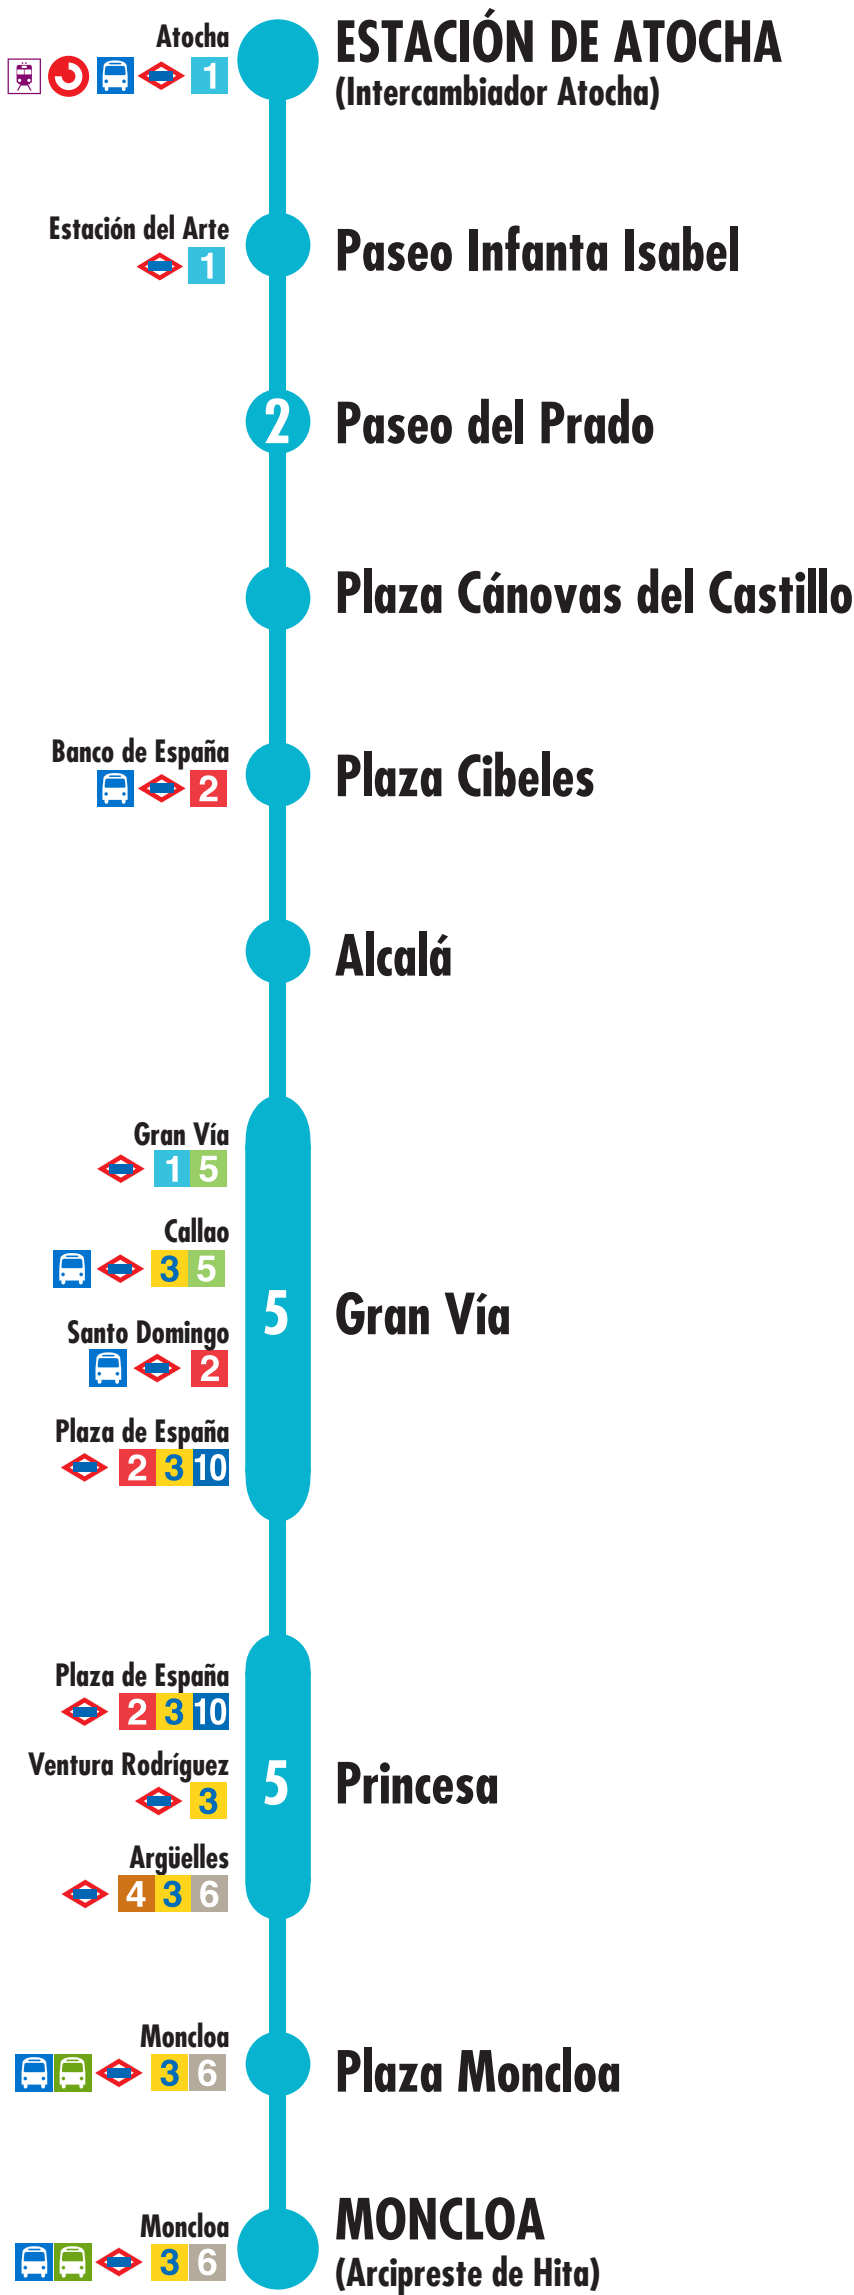 Atocha
1
ESTACIÓN DE ATOCHA
(Intercambiador Atocha)
Estación del Arte
1
Paseo Infanta Isabel
2
Paseo del Prado
Plaza Cánovas del Castillo
Banco de España
2
Plaza Cibeles
Alcalá
Gran Vía
1 5
Callao
3 5
Santo Domingo
2
Plaza de España
2 3 10
5
Gran Vía
Plaza de España
2 3 10
Ventura Rodríguez
3
Argüelles
4 3 6
5
Princesa
Moncloa
3 6
Plaza Moncloa
Moncloa
3 6
MONCLOA
(Arcipreste de Hita)